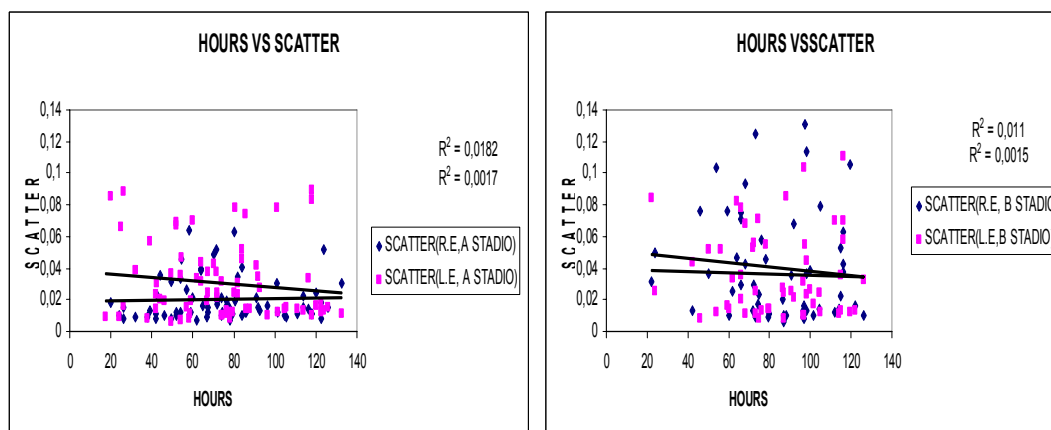 HOURS VS SCATTER
0,14
0,12
0,1
0,08
0,06
0,04
0,02
0
SCATTER
0 20 40 60 80 100 120 140
HOURS
R² = 0,0182
R² = 0,0017
SCATTER(R.E,A STADIO)
SCATTER(L.E, A STADIO)
HOURS VSSCATTER
0,14
0,12
0,1
0,08
0,06
0,04
0,02
0
SCATTER
0 20 40 60 80 100 120 140
HOURS
R² = 0,011
R² = 0,0015
SCATTER(R.E, B STADIO
SCATTER(L.E,B STADIO